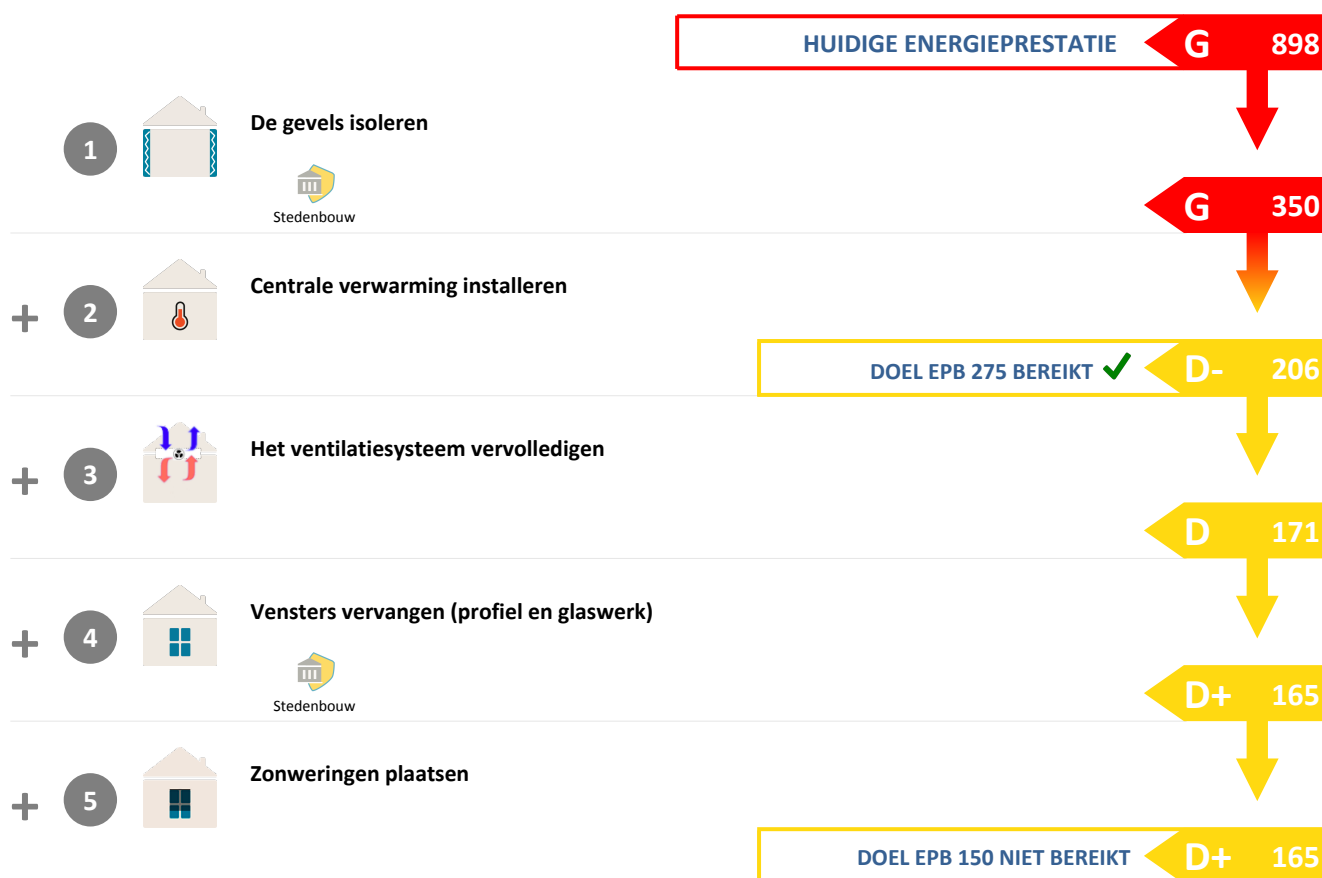 HUIDIGE ENERGIEPRESTATIE G 898
1 De gevels isoleren
Stedenbouw
G 350
+ 2 Centrale verwarming installeren
DOEL EPB 275 BEREIKT ✓ D- 206
+ 3 Het ventilatiesysteem vervolledigen
D 171
+ 4 Vensters vervangen (profiel en glaswerk)
Stedenbouw
D+ 165
+ 5 Zonweringen plaatsen
DOEL EPB 150 NIET BEREIKT D+ 165